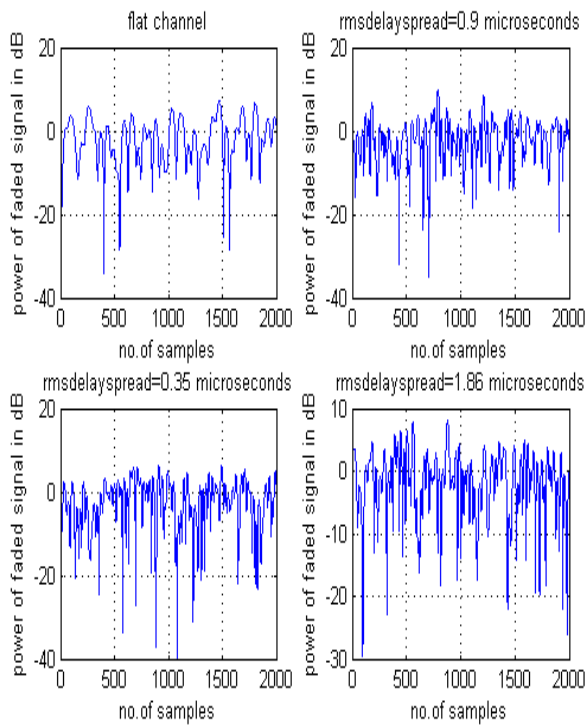 flat channel
power of faded signal in dB
20
0
-20
-40
0 500 1000 1500 2000
no.of samples
rmsdelayspread=0.9 microseconds
power of faded signal in dB
20
0
-20
-40
0 500 1000 1500 2000
no.of samples
rmsdelayspread=0.35 microseconds
power of faded signal in dB
20
0
-20
-40
0 500 1000 1500 2000
no.of samples
rmsdelayspread=1.86 microseconds
power of faded signal in dB
10
0
-10
-20
-30
0 500 1000 1500 2000
no.of samples